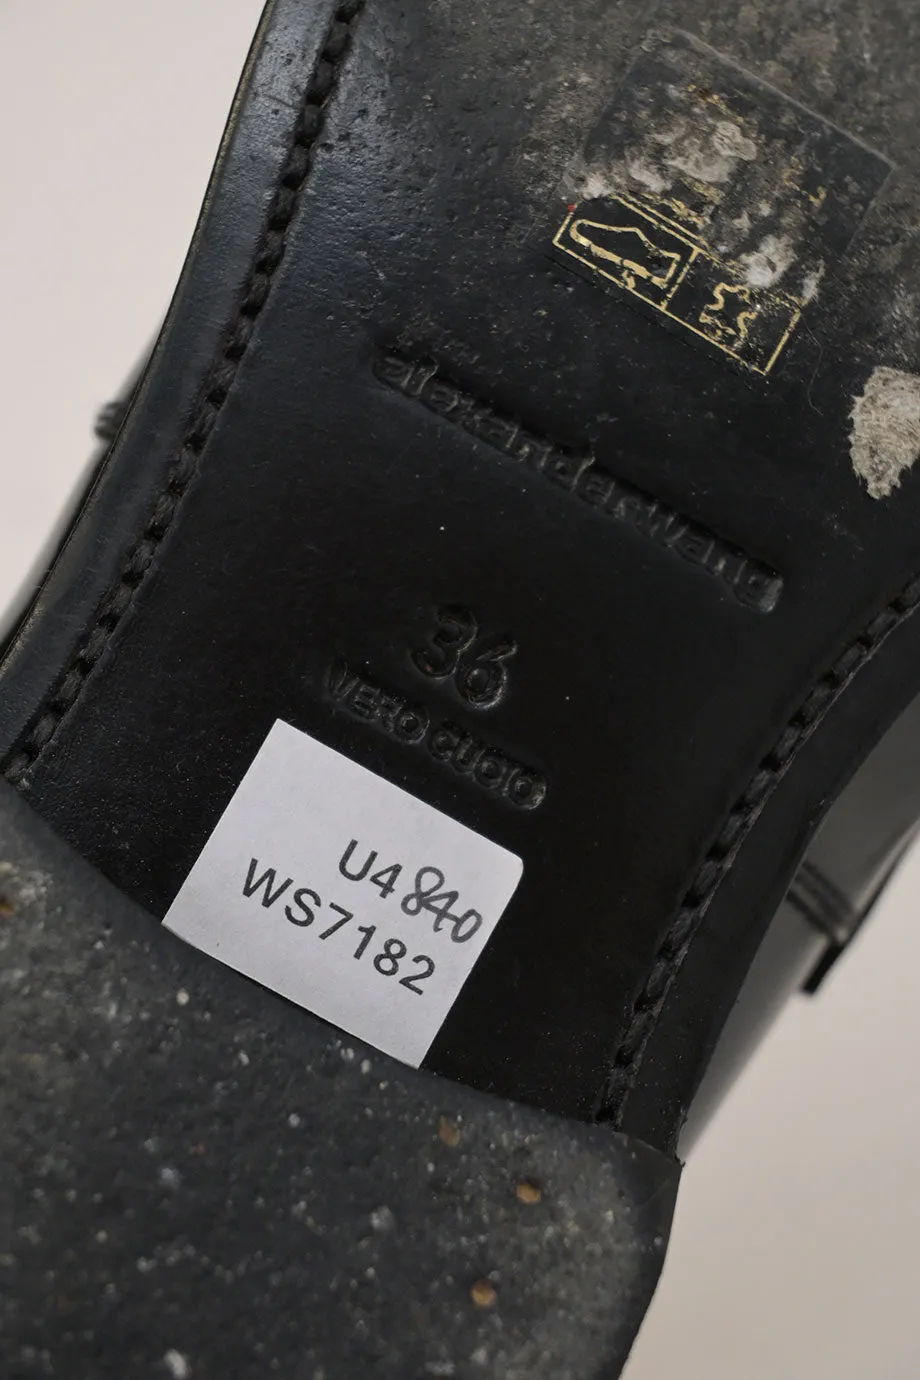 alexanderwang
36
VERO CUOIO
U4840
WS7182